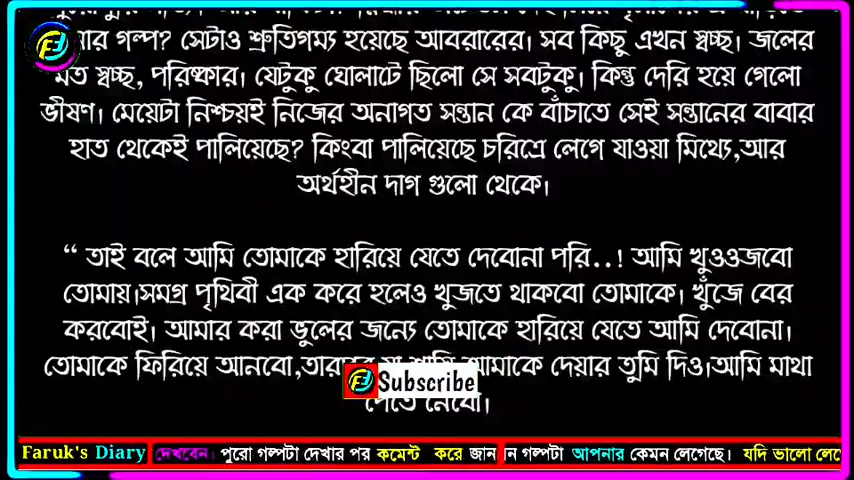 গল্প? সেটাও শ্রুতিগম্য হয়েছে আবরারের। সব কিছু এখন স্বচ্ছ। জলের
মত স্বচ্ছ, পরিষ্কার। যেটুকু ঘোলাটে ছিলো সে সবটুকু। কিন্তু দেরি হয়ে গেলো
ভীষণ। মেয়েটা নিশ্চয়ই নিজের অনাগত সন্তান কে বাঁচাতে সেই সন্তানের বাবার
হাত থেকেই পালিয়েছে? কিংবা পালিয়েছে চরিত্রে লেগে যাওয়া মিথ্যে,আর
অর্থহীন দাগ গুলো থেকে।
“ তাই বলে আমি তোমাকে হারিয়ে যেতে দেবোনা পরি..! আমি খুওওজবো
তোমায়।সমগ্র পৃথিবী এক করে হলেও খুজতে থাকবো তোমাকে। খুঁজে বের
করবোই। আমার করা ভুলের জন্যে তোমাকে হারিয়ে যেতে আমি দেবোনা।
তোমাকে ফিরিয়ে আনবো, আমাকে দেয়ার তুমি দিও।আমি মাথা
Subscribe
পেতে নেবো।
Faruk's Diary দেখবেন। পুরো গল্পটা দেখার পর কমেন্ট করে জান ন গল্পটা আপনার কেমন লেগেছে। যদি ভালো লে